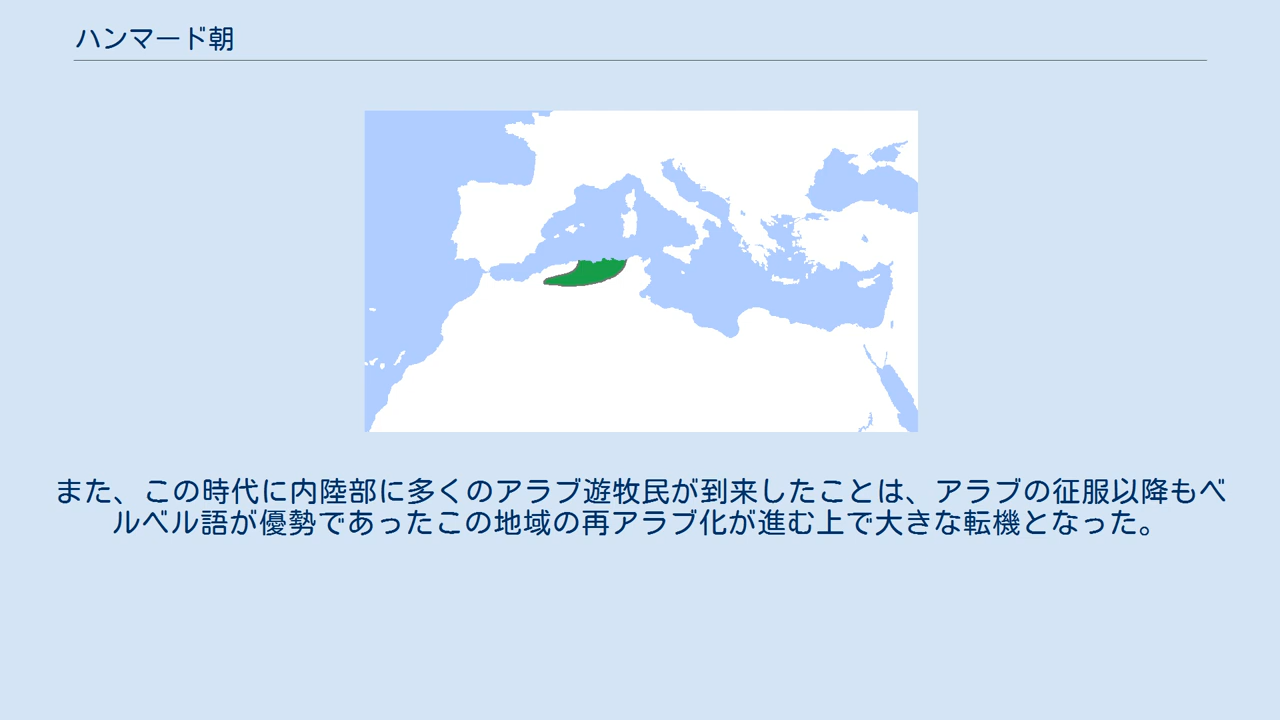 ハンマード朝
また、この時代に内陸部に多くのアラブ遊牧民が到来したことは、アラブの征服以降もベ
ルベル語が優勢であったこの地域の再アラブ化が進む上で大きな転機となった。